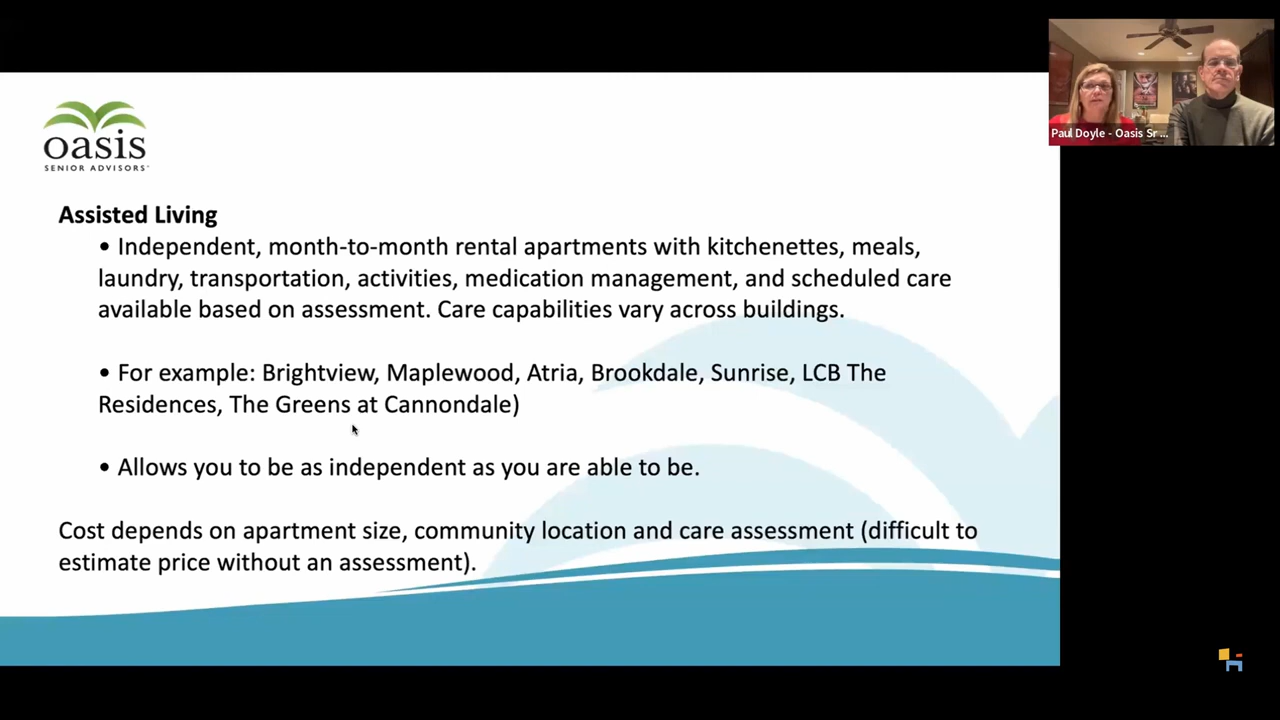 Paul Doyle - Oasis Sr ...
oasis
SENIOR ADVISORS
Assisted Living
• Independent, month-to-month rental apartments with kitchenettes, meals,
laundry, transportation, activities, medication management, and scheduled care
available based on assessment. Care capabilities vary across buildings.
• For example: Brightview, Maplewood, Atria, Brookdale, Sunrise, LCB The
Residences, The Greens at Cannondale)
• Allows you to be as independent as you are able to be.
Cost depends on apartment size, community location and care assessment (difficult to
estimate price without an assessment).